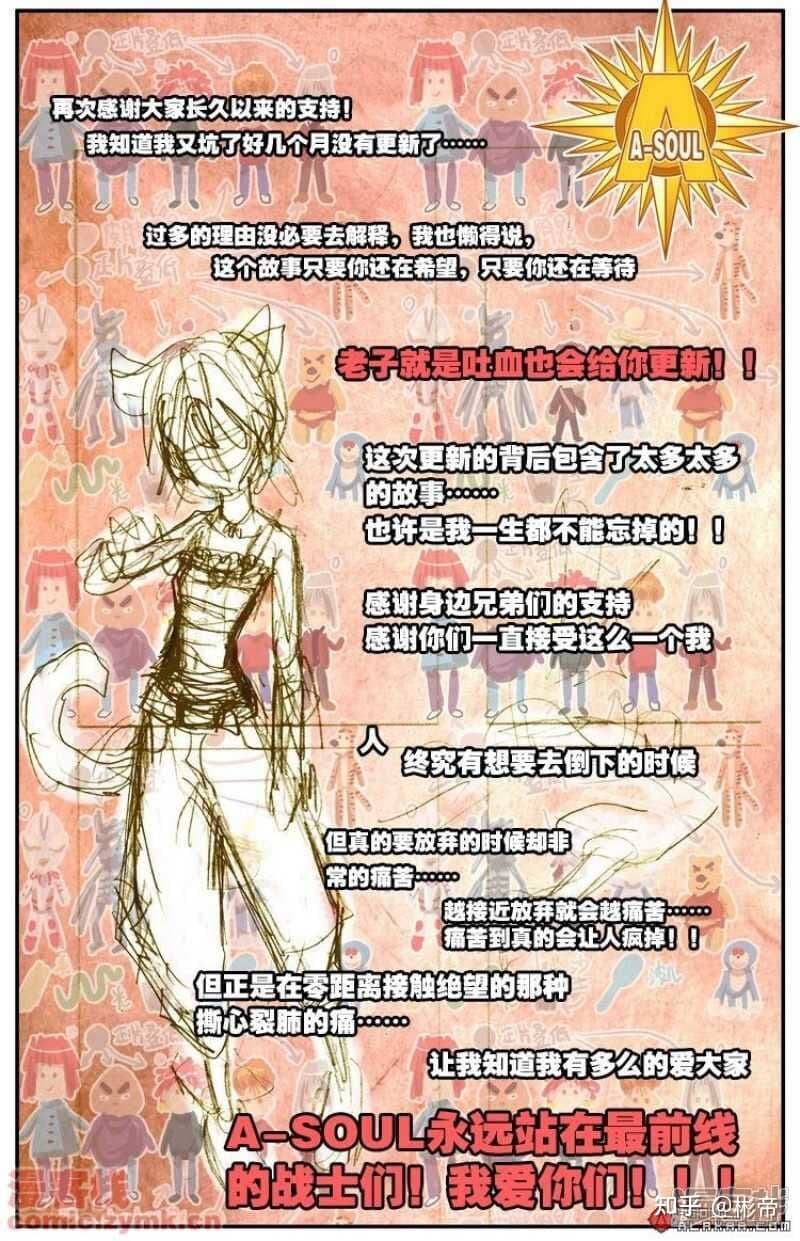 A-SOUL
再次感谢大家长久以来的支持！
我知道我又坑了好几个月没有更新了……
过多的理由没必要去解释，我也懒得说，
这个故事只要你还在希望，只要你还在等待
老子就是吐血也会给你更新！！
这次更新的背后包含了太多太多
的故事……
也许是我一生都不能忘掉的！！
感谢身边兄弟们的支持
感谢你们一直接受这么一个我
人
终究有想要去倒下的时候
但真的要放弃的时候却非
常的痛苦……
越接近放弃就会越痛苦……
痛苦到真的会让人疯掉！！
但正是在零距离接触绝望的那种
撕心裂肺的痛……
让我知道我有多么的爱大家
A-SOUL永远站在最前线
的战士们！我爱你们！！！
comic.zymk.cn
知乎 @彬帝